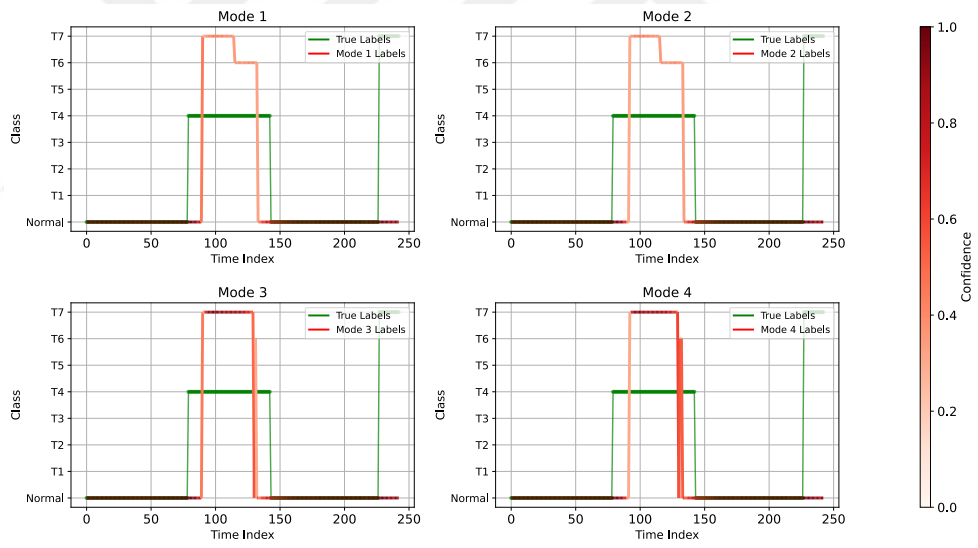 Mode 1
T7
T6
T5
T4
T3
T2
T1
Normal
Class
0 50 100 150 200 250
Time Index
True Labels
Mode 1 Labels
Mode 2
T7
T6
T5
T4
T3
T2
T1
Normal
Class
0 50 100 150 200 250
Time Index
True Labels
Mode 2 Labels
Mode 3
T7
T6
T5
T4
T3
T2
T1
Normal
Class
0 50 100 150 200 250
Time Index
True Labels
Mode 3 Labels
Mode 4
T7
T6
T5
T4
T3
T2
T1
Normal
Class
0 50 100 150 200 250
Time Index
True Labels
Mode 4 Labels
1.0
0.8
0.6
0.4
0.2
0.0
Confidence